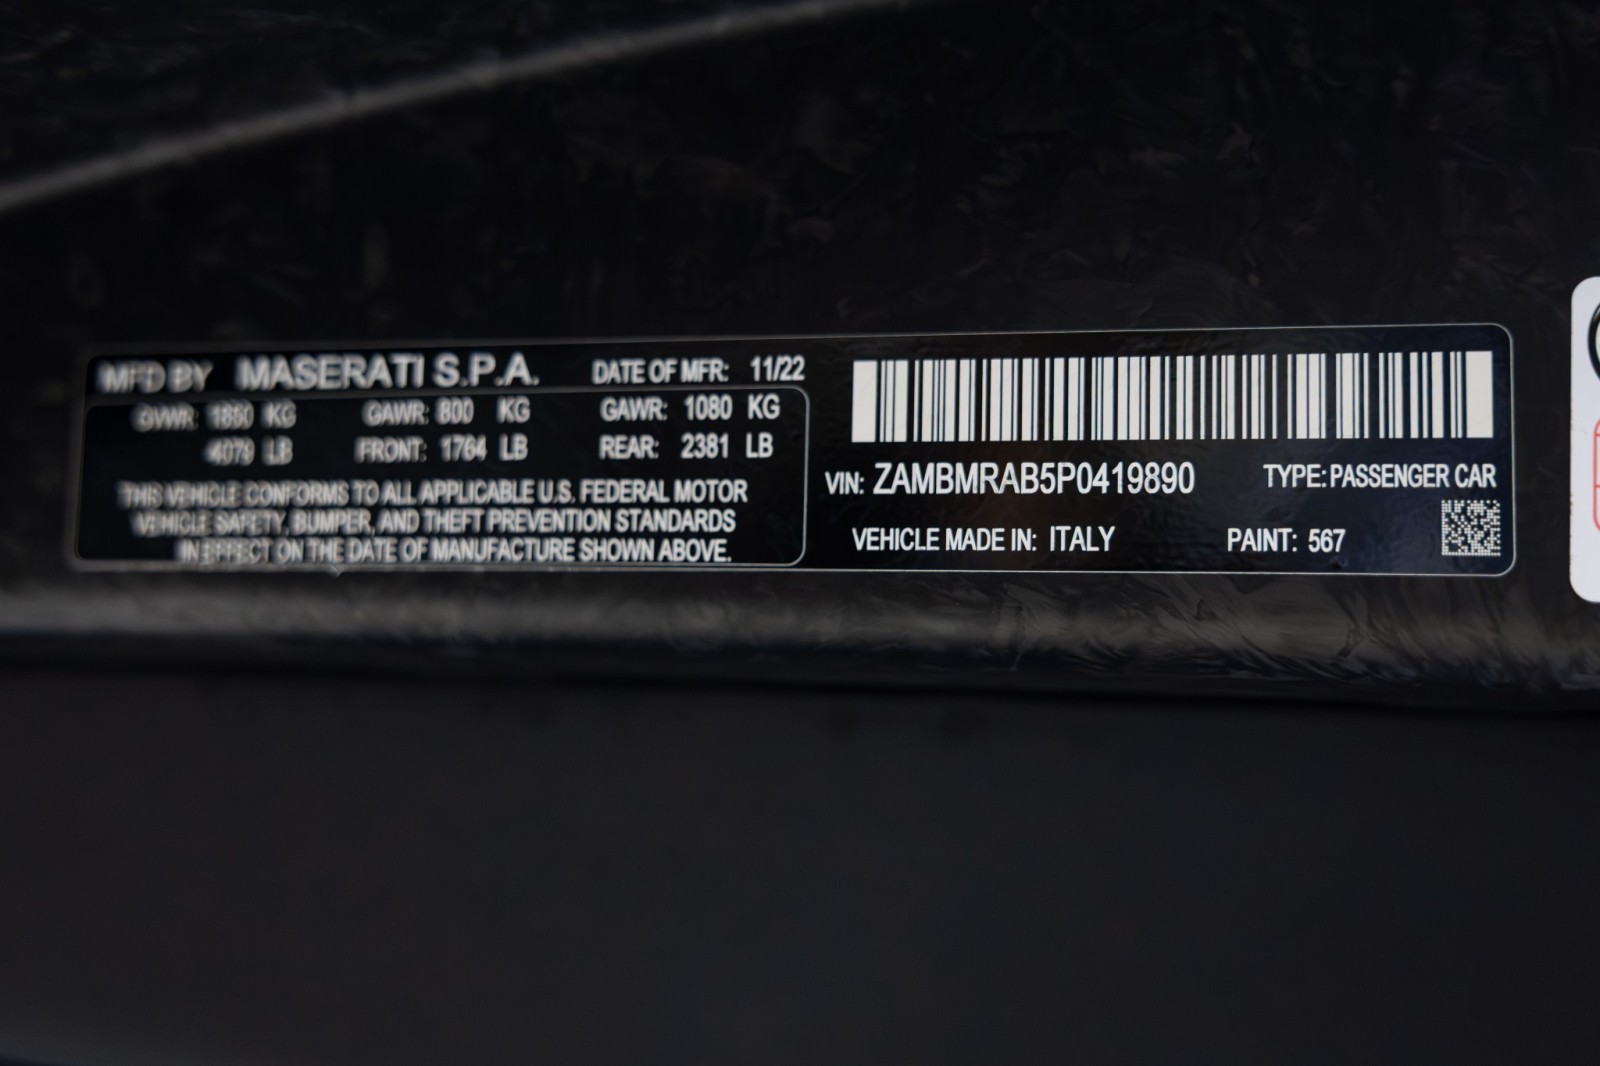 MFD BY MASERATI S.P.A. DATE OF MFR: 11/22
GVWR: 1850 KG GAWR: 800 KG GAWR: 1080 KG
4079 LB FRONT: 1764 LB REAR: 2381 LB
THIS VEHICLE CONFORMS TO ALL APPLICABLE U.S. FEDERAL MOTOR
VEHICLE SAFETY, BUMPER, AND THEFT PREVENTION STANDARDS
IN EFFECT ON THE DATE OF MANUFACTURE SHOWN ABOVE.
VIN: ZAMBMRAB5P0419890 TYPE: PASSENGER CAR
VEHICLE MADE IN: ITALY PAINT: 567